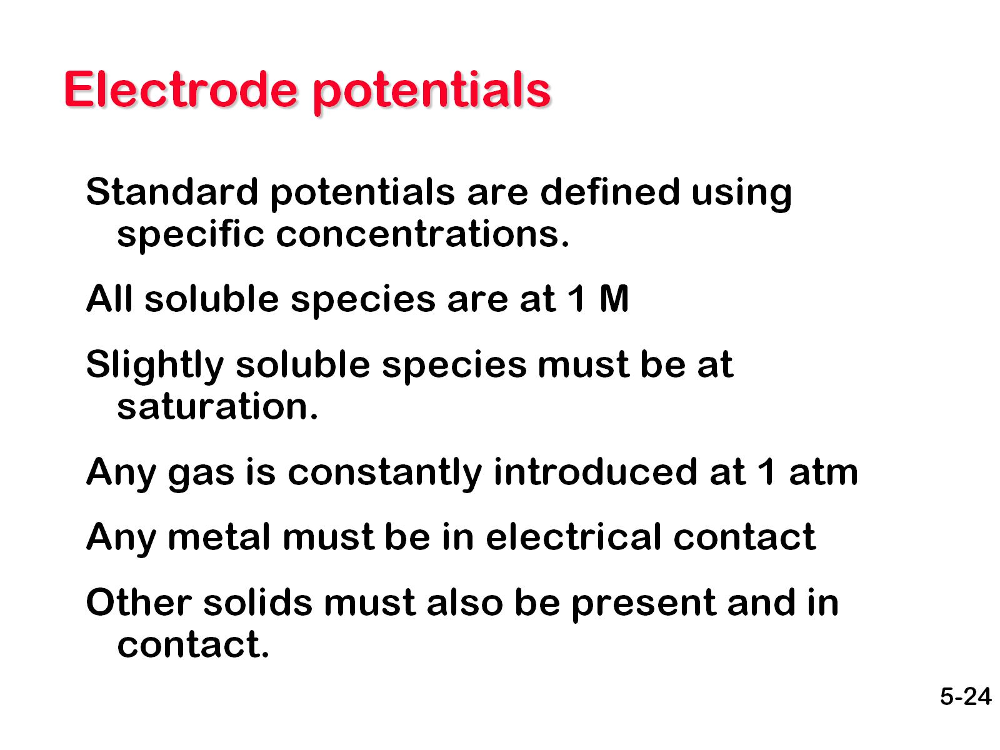 Electrode potentials
Standard potentials are defined using
specific concentrations.
All soluble species are at 1 M
Slightly soluble species must be at
saturation.
Any gas is constantly introduced at 1 atm
Any metal must be in electrical contact
Other solids must also be present and in
contact.
5-24